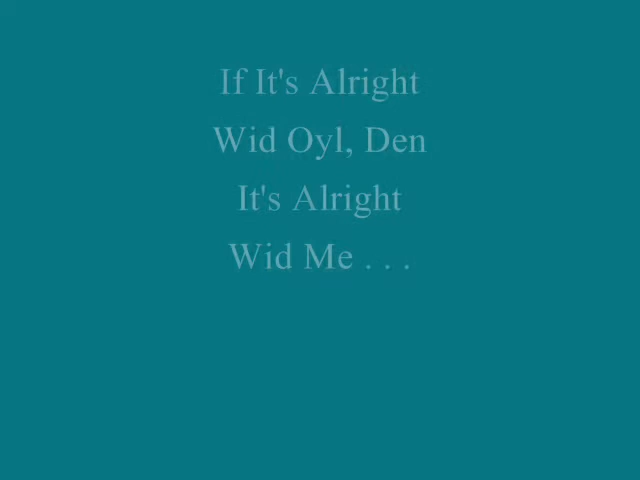 If It's Alright
Wid Oyl, Den
It's Alright
Wid Me . . .